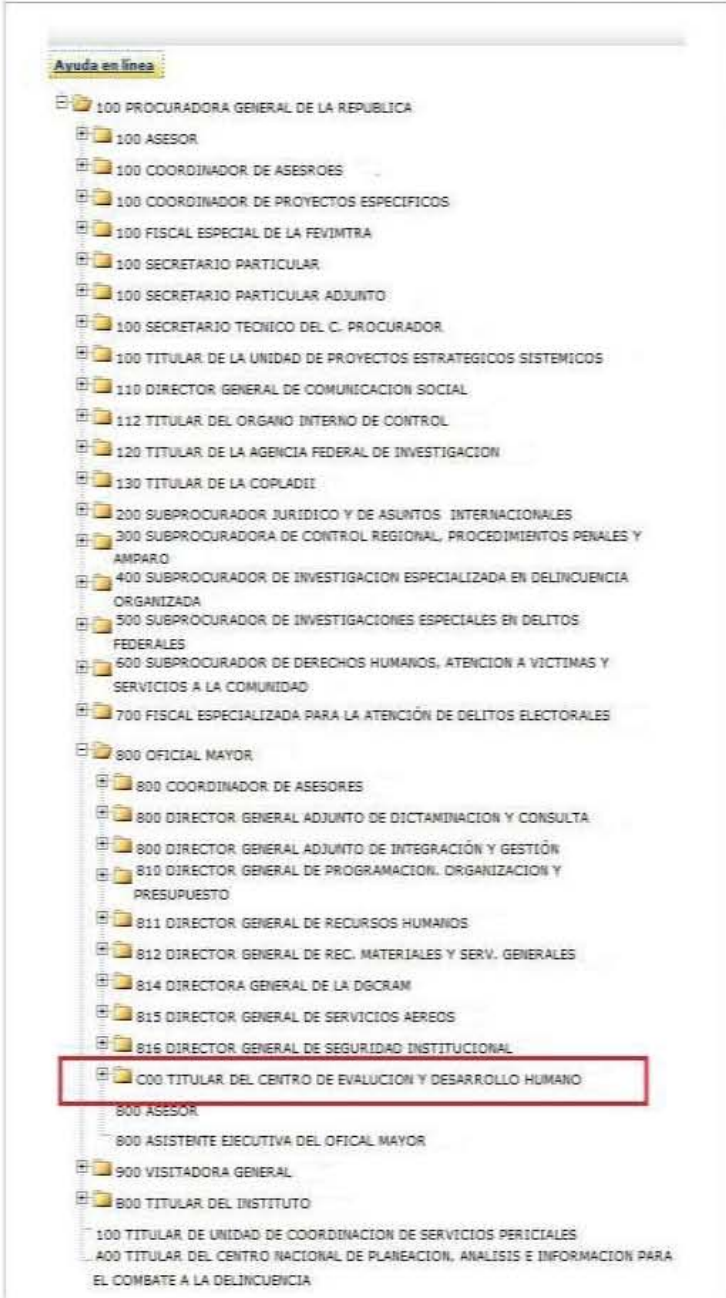 Ayuda en línea
100 PROCURADORA GENERAL DE LA REPUBLICA
100 ASESOR
100 COORDINADOR DE ASESROES
100 COORDINADOR DE PROYECTOS ESPECIFICOS
100 FISCAL ESPECIAL DE LA FEVIMTRA
100 SECRETARIO PARTICULAR
100 SECRETARIO PARTICULAR ADJUNTO
100 SECRETARIO TECNICO DEL C. PROCURADOR
100 TITULAR DE LA UNIDAD DE PROYECTOS ESTRATEGICOS SISTEMICOS
110 DIRECTOR GENERAL DE COMUNICACION SOCIAL
112 TITULAR DEL ORGANO INTERNO DE CONTROL
120 TITULAR DE LA AGENCIA FEDERAL DE INVESTIGACION
130 TITULAR DE LA COPLADII
200 SUBPROCURADOR JURIDICO Y DE ASUNTOS INTERNACIONALES
300 SUBPROCURADORA DE CONTROL REGIONAL, PROCEDIMIENTOS PENALES Y
AMPARO
400 SUBPROCURADOR DE INVESTIGACION ESPECIALIZADA EN DELINCUENCIA
ORGANIZADA
500 SUBPROCURADOR DE INVESTIGACIONES ESPECIALES EN DELITOS
FEDERALES
600 SUBPROCURADOR DE DERECHOS HUMANOS, ATENCION A VICTIMAS Y
SERVICIOS A LA COMUNIDAD
700 FISCAL ESPECIALIZADA PARA LA ATENCIÓN DE DELITOS ELECTORALES
800 OFICIAL MAYOR
800 COORDINADOR DE ASESORES
800 DIRECTOR GENERAL ADJUNTO DE DICTAMINACION Y CONSULTA
800 DIRECTOR GENERAL ADJUNTO DE INTEGRACIÓN Y GESTIÓN
810 DIRECTOR GENERAL DE PROGRAMACION, ORGANIZACION Y
PRESUPUESTO
811 DIRECTOR GENERAL DE RECURSOS HUMANOS
812 DIRECTOR GENERAL DE REC. MATERIALES Y SERV. GENERALES
814 DIRECTORA GENERAL DE LA DGCRAM
815 DIRECTOR GENERAL DE SERVICIOS AEREOS
816 DIRECTOR GENERAL DE SEGURIDAD INSTITUCIONAL
C00 TITULAR DEL CENTRO DE EVALUCION Y DESARROLLO HUMANO
800 ASESOR
800 ASISTENTE EJECUTIVA DEL OFICAL MAYOR
900 VISITADORA GENERAL
B00 TITULAR DEL INSTITUTO
100 TITULAR DE UNIDAD DE COORDINACION DE SERVICIOS PERICIALES
A00 TITULAR DEL CENTRO NACIONAL DE PLANEACION, ANALISIS E INFORMACION PARA
EL COMBATE A LA DELINCUENCIA